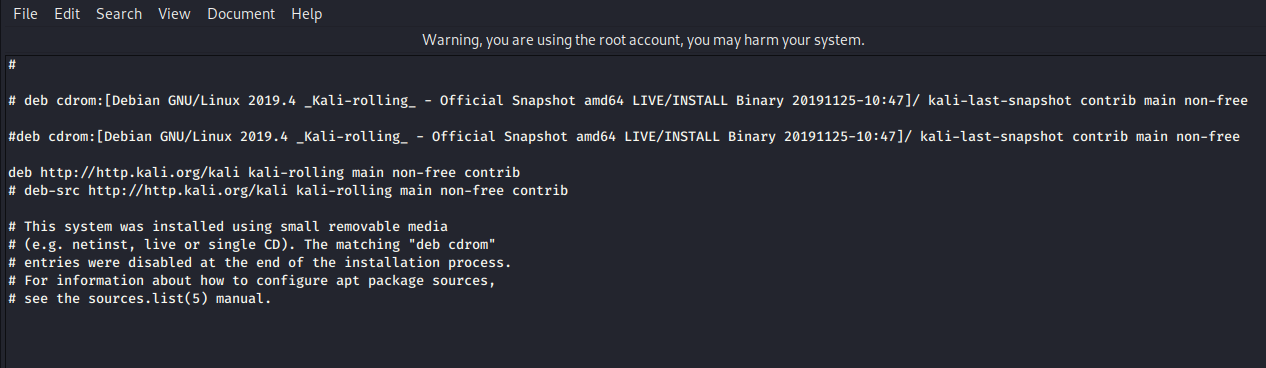 File Edit Search View Document Help
Warning, you are using the root account, you may harm your system.
#
# deb cdrom:[Debian GNU/Linux 2019.4 _Kali-rolling_ - Official Snapshot amd64 LIVE/INSTALL Binary 20191125-10:47]/ kali-last-snapshot contrib main non-free
#deb cdrom:[Debian GNU/Linux 2019.4 _Kali-rolling_ - Official Snapshot amd64 LIVE/INSTALL Binary 20191125-10:47]/ kali-last-snapshot contrib main non-free
deb http://http.kali.org/kali kali-rolling main non-free contrib
# deb-src http://http.kali.org/kali kali-rolling main non-free contrib
# This system was installed using small removable media
# (e.g. netinst, live or single CD). The matching "deb cdrom"
# entries were disabled at the end of the installation process.
# For information about how to configure apt package sources,
# see the sources.list(5) manual.